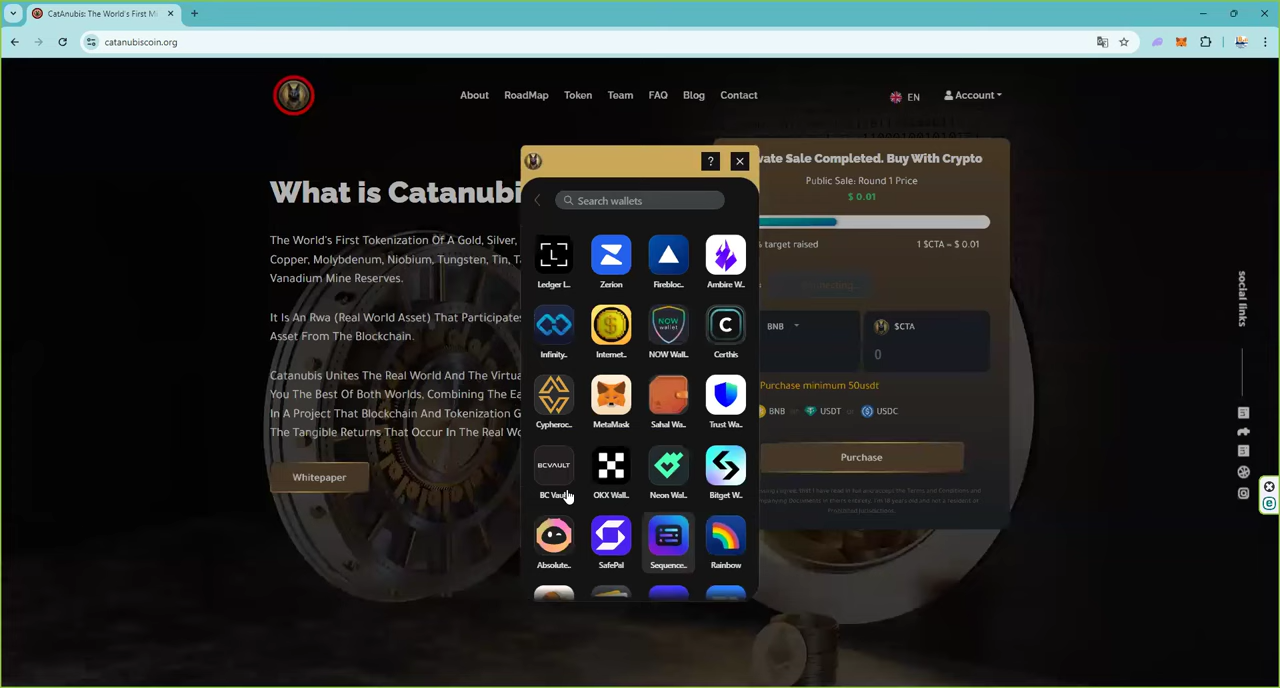 CatAnubis: The World's First Mi
catanubiscoin.org
About
RoadMap
Token
Team
FAQ
Blog
Contact
EN
Account
What is Catanubi
The World's First Tokenization Of A Gold, Silver,
Copper, Molybdenum, Niobium, Tungsten, Tin, T
Vanadium Mine Reserves.
It Is An Rwa (Real World Asset) That Participates
Asset From The Blockchain.
Catanubis Unites The Real World And The Virtua
You The Best Of Both Worlds, Combining The Ea
In A Project That Blockchain And Tokenization G
The Tangible Returns That Occur In The Real Wo
Whitepaper
?
Search wallets
Ledger L..
Zerion
Firebloc..
Ambire W..
Infinity..
Internet..
NOW Wall..
Certhis
Cypheroc..
MetaMask
Sahal Wa..
Trust Wa..
BCVAULT
BC Vault
OKX Wall..
Neon Wal..
Bitget W..
Absolute..
SafePal
Sequence..
Rainbow
vate Sale Completed. Buy With Crypto
Public Sale: Round 1 Price
$ 0.01
% target raised
1 $CTA ~ $ 0.01
BNB
$CTA
0
Purchase minimum 50usdt
BNB or USDT or USDC
Purchase
social links